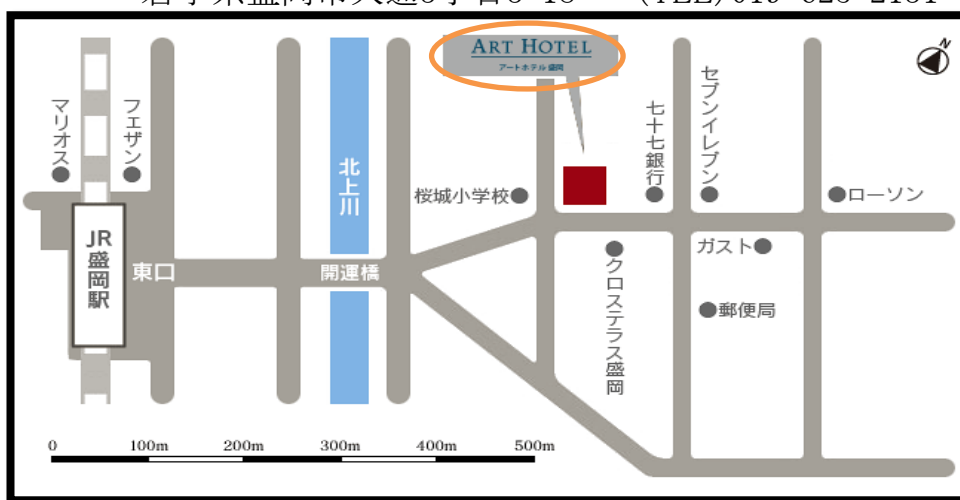 ART HOTEL
アートホテル盛岡
N
マリオス
フェザン
北上川
桜城小学校
七十七銀行
セブンイレブン
ローソン
JR
盛岡駅
東口
開運橋
クロステラス盛岡
ガスト
郵便局
0 100m 200m 300m 400m 500m